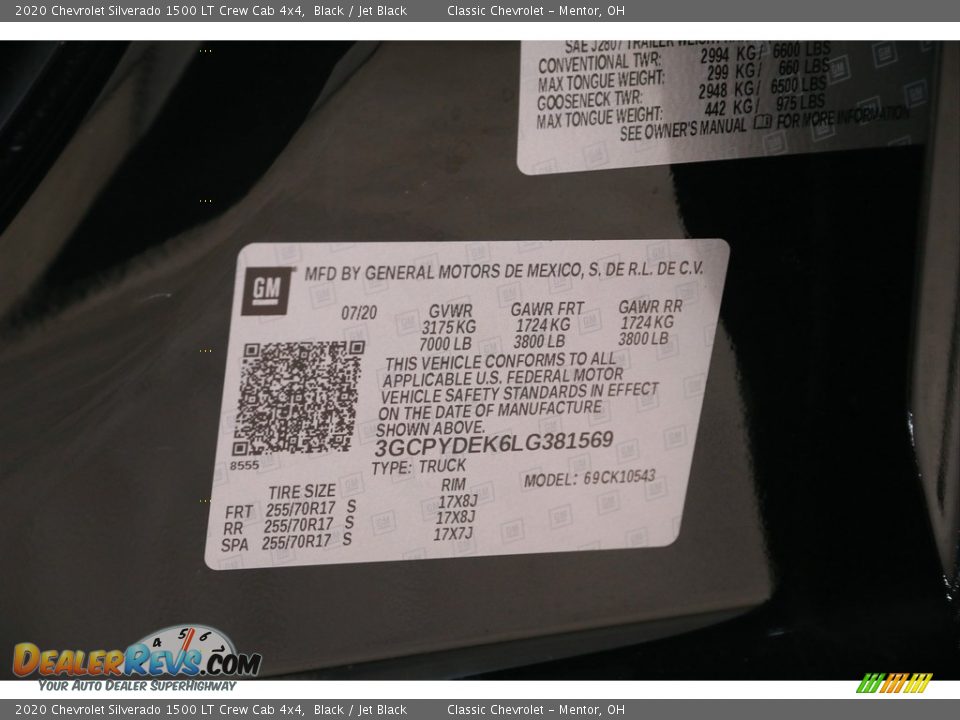 2020 Chevrolet Silverado 1500 LT Crew Cab 4x4, Black / Jet Black Classic Chevrolet - Mentor, OH
SAE J2807 TRAILER WEIGHT
CONVENTIONAL TWR: 2994 KG/ 6600 LBS
MAX TONGUE WEIGHT: 299 KG/ 660 LBS
GOOSENECK TWR: 2948 KG/ 6500 LBS
MAX TONGUE WEIGHT: 442 KG/ 975 LBS
SEE OWNER'S MANUAL FOR MORE INFORMATION
GM MFD BY GENERAL MOTORS DE MEXICO, S. DE R.L. DE C.V.
07/20 GVWR GAWR FRT GAWR RR
3175 KG 1724 KG 1724 KG
7000 LB 3800 LB 3800 LB
THIS VEHICLE CONFORMS TO ALL
APPLICABLE U.S. FEDERAL MOTOR
VEHICLE SAFETY STANDARDS IN EFFECT
ON THE DATE OF MANUFACTURE
SHOWN ABOVE.
3GCPYDEK6LG381569
8555 TYPE: TRUCK MODEL: 69CK10543
TIRE SIZE RIM
FRT 255/70R17 S 17X8J
RR 255/70R17 S 17X8J
SPA 255/70R17 S 17X7J
4 5 6
DEALERREVS.COM
YOUR AUTO DEALER SUPERHIGHWAY
2020 Chevrolet Silverado 1500 LT Crew Cab 4x4, Black / Jet Black Classic Chevrolet - Mentor, OH